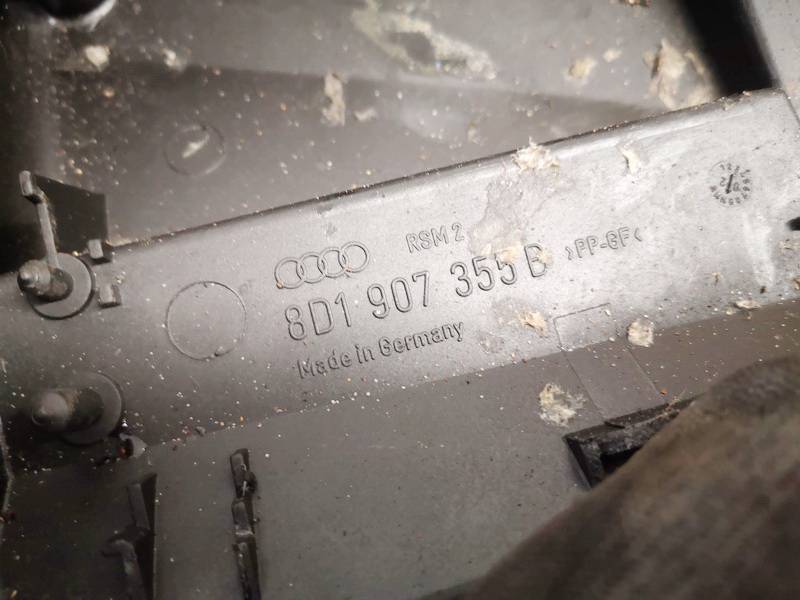 RSM 2
8D1 907 355 B >PP-GF<
Made in Germany